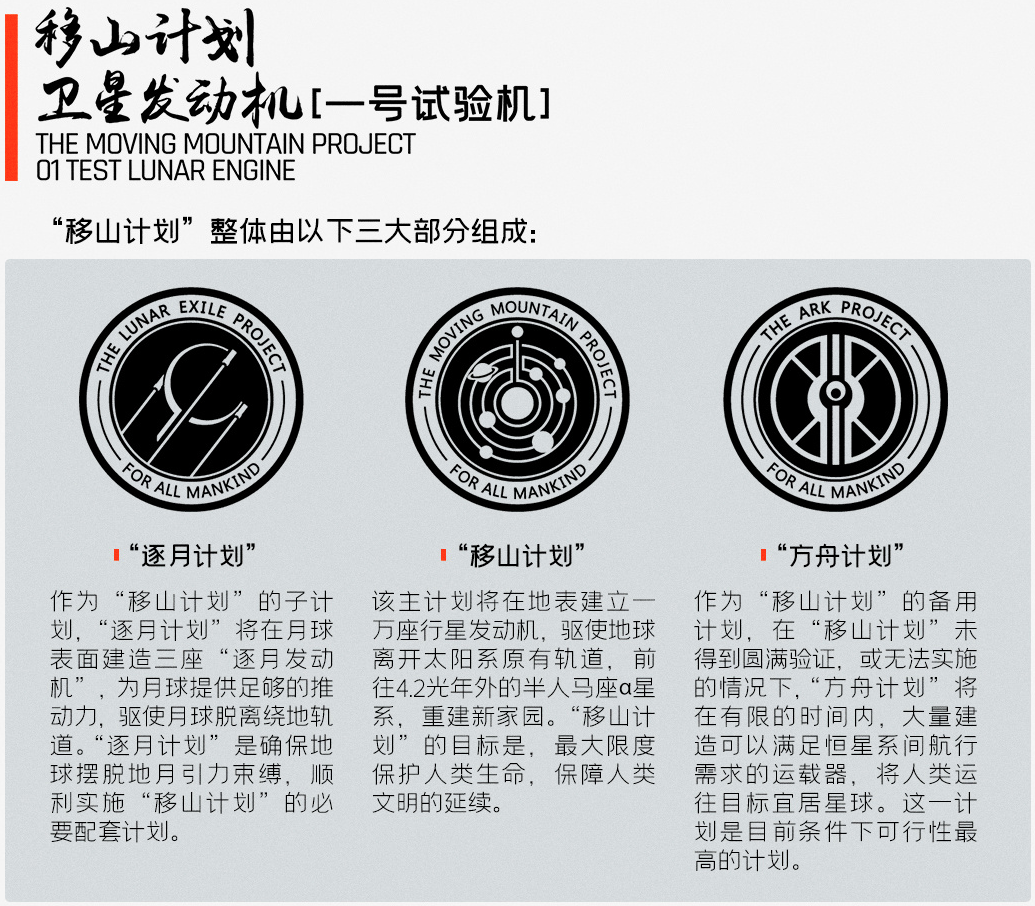 移山计划
卫星发动机[一号试验机]
THE MOVING MOUNTAIN PROJECT
01 TEST LUNAR ENGINE
“移山计划”整体由以下三大部分组成:
THE LUNAR EXILE PROJECT
FOR ALL MANKIND
“逐月计划”
作为“移山计划”的子计
划，“逐月计划”将在月球
表面建造三座“逐月发动
机”，为月球提供足够的推
动力，驱使月球脱离绕地轨
道。“逐月计划”是确保地
球摆脱地月引力束缚，顺
利实施“移山计划”的必
要配套计划。
THE MOVING MOUNTAIN PROJECT
FOR ALL MANKIND
“移山计划”
该主计划将在地表建立一
万座行星发动机，驱使地球
离开太阳系原有轨道，前
往4.2光年外的半人马座α星
系，重建新家园。“移山计
划”的目标是，最大限度
保护人类生命，保障人类
文明的延续。
THE ARK PROJECT
FOR ALL MANKIND
“方舟计划”
作为“移山计划”的备用
计划，在“移山计划”未
得到圆满验证，或无法实施
的情况下，“方舟计划”将
在有限的时间内，大量建
造可以满足恒星系间航行
需求的运载器，将人类运
往目标宜居星球。这一计
划是目前条件下可行性最
高的计划。